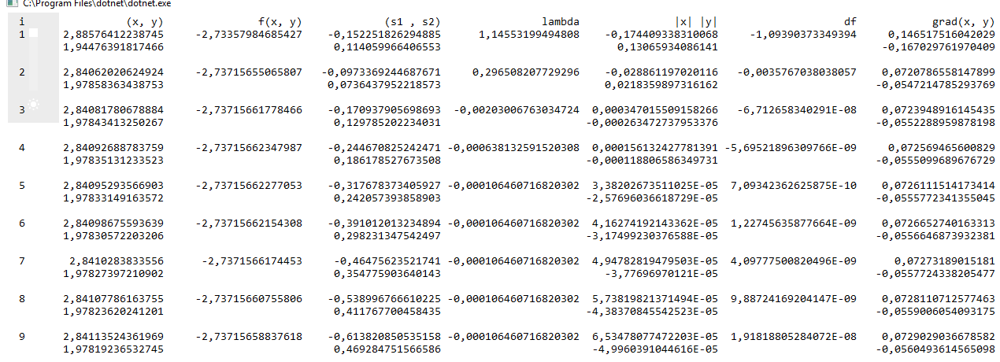 C:\Program Files\dotnet\dotnet.exe
i (x, y) f(x, y) (s1 , s2) lambda |x| |y| df grad(x, y)
1 2,88576412238745 -2,73357984685427 -0,152251826294885 1,14553199494808 -0,174409338310068 -1,09390373349394 0,146517516042029
1,94476391817466 0,114059966406553 0,13065934086141 -0,167029761970409
2 2,84062020624924 -2,73715655065807 -0,0973369244687671 0,296508207729296 -0,028861197020116 -0,0035767038038057 0,0720786558147899
1,97858363438753 0,0736437952218573 0,0218359897316162 -0,0547214785293769
3 2,84081780678884 -2,73715661778466 -0,170937905698693 -0,00203006763034724 0,000347015509158266 -6,712658340291E-08 0,0723948916145435
1,97843413250267 0,129785202234031 -0,000263472737953376 -0,0552288959878198
4 2,84092688783759 -2,73715662347987 -0,244670825242471 -0,000638132591520308 0,000156132427781391 -5,69521896309766E-09 0,072569465600829
1,97835131233523 0,186178527673508 -0,000118806586349731 -0,0555099689676729
5 2,84095293566903 -2,73715662277053 -0,317678373405927 -0,000106460716820302 3,38202673511025E-05 7,09342362625875E-10 0,0726111514173414
1,97833149163572 0,242057393858903 -2,57696036618729E-05 -0,0555772341355045
6 2,84098675593639 -2,73715662154308 -0,391012013234894 -0,000106460716820302 4,16274192143362E-05 1,22745635877664E-09 0,0726652740163313
1,97830572203206 0,298231347542497 -3,17499230376588E-05 -0,0556646873932381
7 2,8410283833556 -2,7371566174453 -0,46475623521741 -0,000106460716820302 4,94782819479503E-05 4,09777500820496E-09 0,07273189015181
1,97827397210902 0,354775903640143 -3,77696970121E-05 -0,0557724338205477
8 2,84107786163755 -2,73715660755806 -0,538996766610225 -0,000106460716820302 5,73819821371494E-05 9,88724169204147E-09 0,0728110712577463
1,97823620241201 0,411767700458435 -4,38370845542523E-05 -0,0559006054093175
9 2,84113524361969 -2,73715658837618 -0,613820850535158 -0,000106460716820302 6,53478077472203E-05 1,91818805284072E-08 0,0729029036678582
1,97819236532745 0,469284751566586 -4,9960391044616E-05 -0,0560493614565098